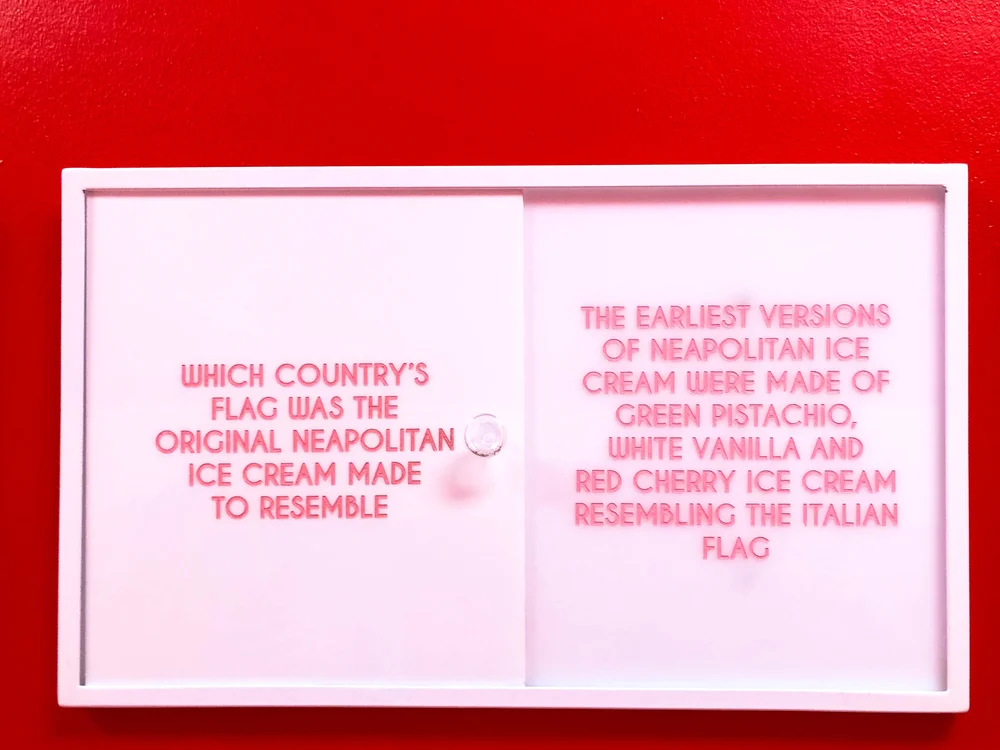 WHICH COUNTRY'S
FLAG WAS THE
ORIGINAL NEAPOLITAN
ICE CREAM MADE
TO RESEMBLE
THE EARLIEST VERSIONS
OF NEAPOLITAN ICE
CREAM WERE MADE OF
GREEN PISTACHIO,
WHITE VANILLA AND
RED CHERRY ICE CREAM
RESEMBLING THE ITALIAN
FLAG